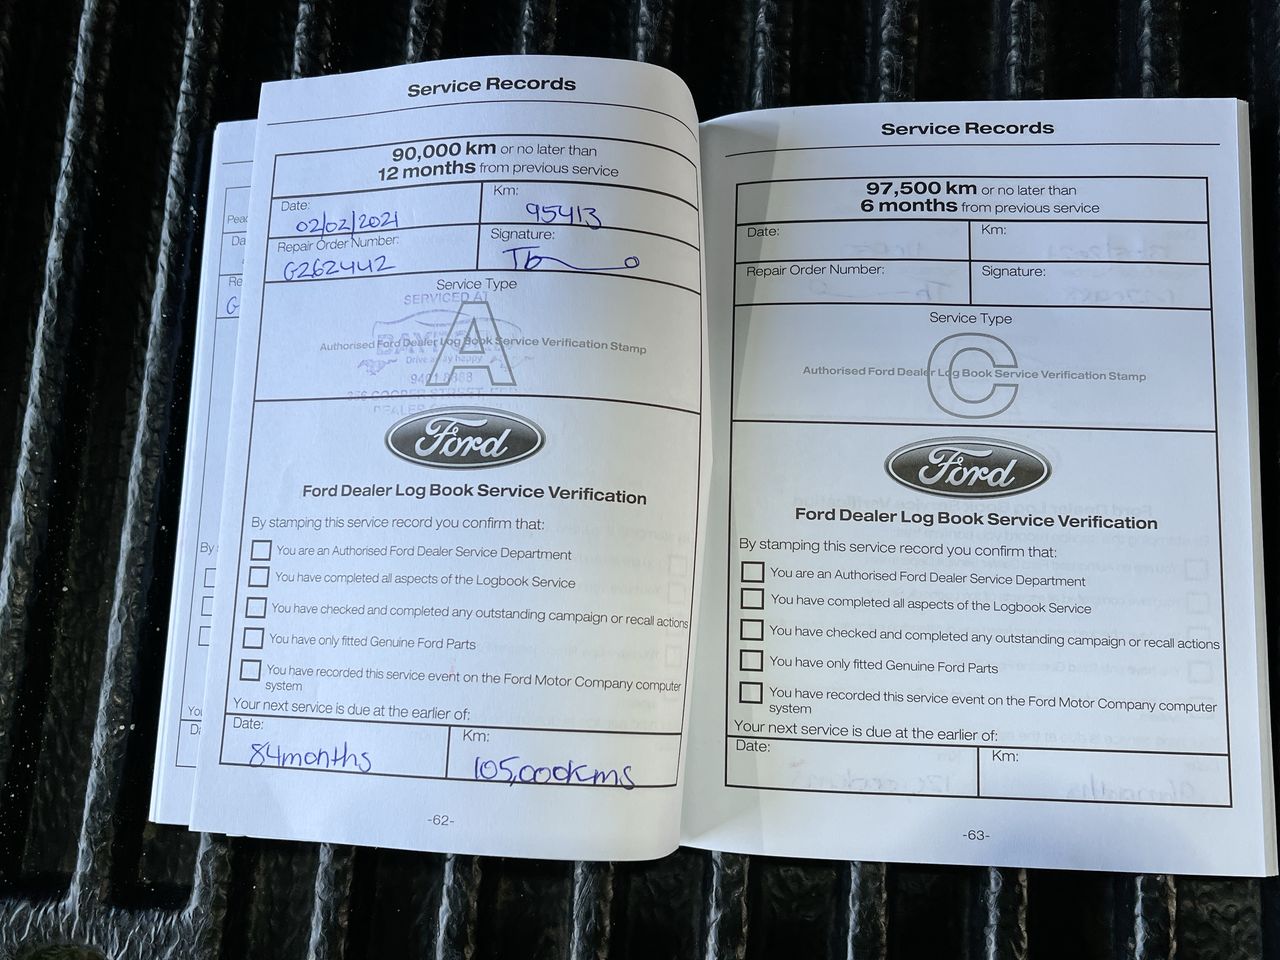 Service Records
90,000 km or no later than
12 months from previous service
Date:
02/02/2021
Km:
95413
Repair Order Number:
G262442
Signature:
Service Type
SERVICED AT
A
Authorised Ford Dealer Log Book Service Verification Stamp
Drive away happy
Ford
Ford Dealer Log Book Service Verification
By stamping this service record you confirm that:
You are an Authorised Ford Dealer Service Department
You have completed all aspects of the Logbook Service
You have checked and completed any outstanding campaign or recall actions
You have only fitted Genuine Ford Parts
You have recorded this service event on the Ford Motor Company computer
system
Your next service is due at the earlier of:
Date:
84months
Km:
105,000kms
-62-
Service Records
97,500 km or no later than
6 months from previous service
Date:
Km:
Repair Order Number:
Signature:
Service Type
C
Authorised Ford Dealer Log Book Service Verification Stamp
Ford
Ford Dealer Log Book Service Verification
By stamping this service record you confirm that:
You are an Authorised Ford Dealer Service Department
You have completed all aspects of the Logbook Service
You have checked and completed any outstanding campaign or recall actions
You have only fitted Genuine Ford Parts
You have recorded this service event on the Ford Motor Company computer
system
Your next service is due at the earlier of:
Date:
Km:
-63-